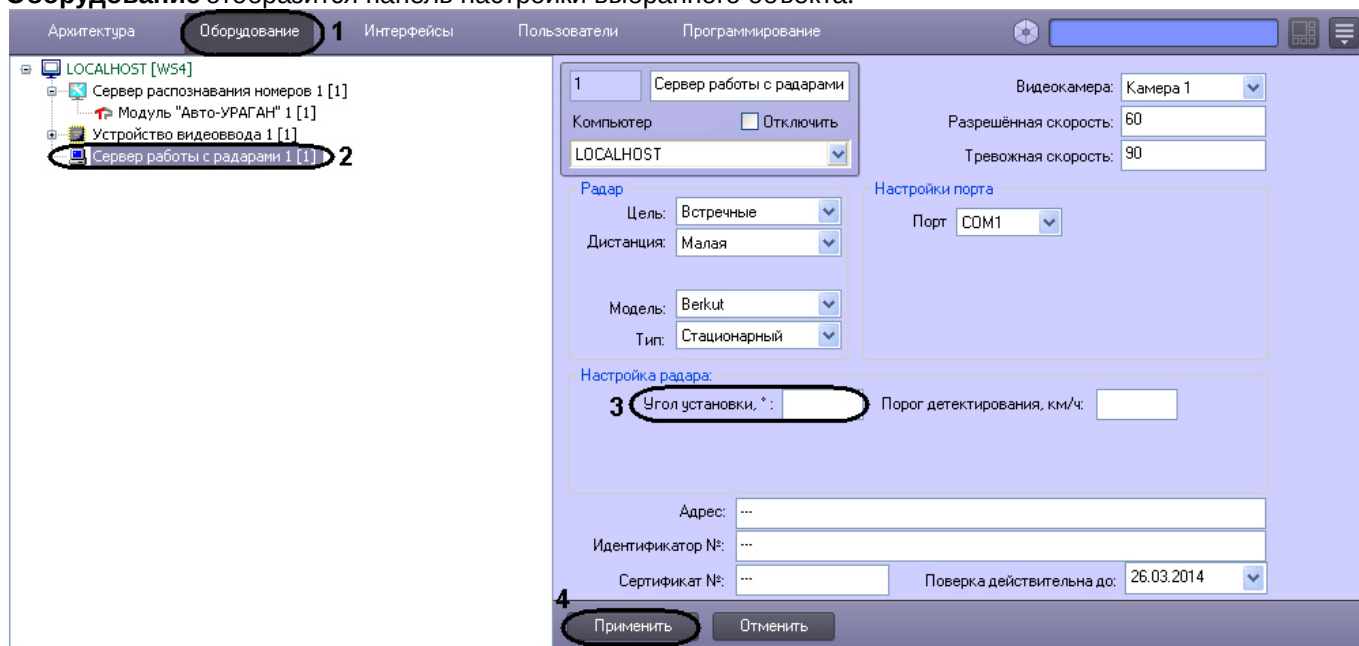 Оборудование отобразится панель настройки выбранного объекта.
Архитектура Оборудование 1 Интерфейсы Пользователи Программирование
LOCALHOST [WS4]
Сервер распознавания номеров 1 [1]
Модуль "Авто-УРАГАН" 1 [1]
Устройство видеоввода 1 [1]
Сервер работы с радарами 1 [1] 2
1 Сервер работы с радарами
Компьютер Отключить
LOCALHOST
Видеокамера: Камера 1
Разрешённая скорость: 60
Тревожная скорость: 90
Радар
Цель: Встречные
Дистанция: Малая
Модель: Berkut
Тип: Стационарный
Настройки порта
Порт COM1
Настройка радара:
3 Угол установки, °: Порог детектирования, км/ч:
Адрес: ---
Идентификатор №: ---
Сертификат №: --- Поверка действительна до: 26.03.2014
4
Применить Отменить